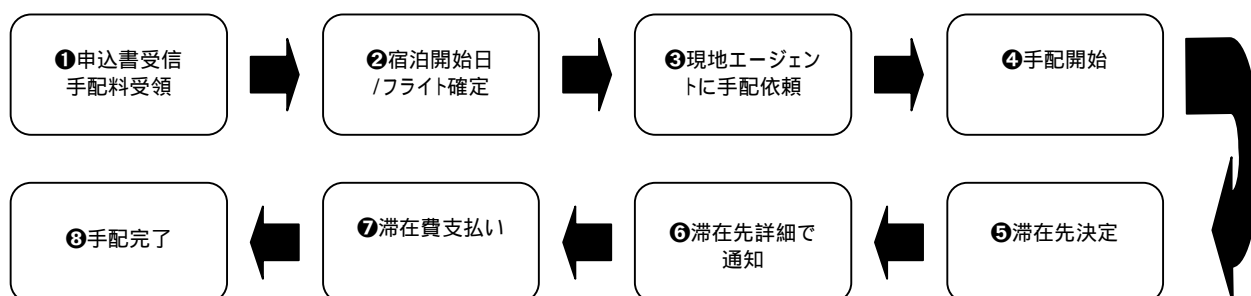 ❶申込書受信
手配料受領
❷宿泊開始日
/フライト確定
❸現地エージェン
トに手配依頼
❹手配開始
❺滞在先決定
❻滞在先詳細で
通知
❼滞在費支払い
❽手配完了